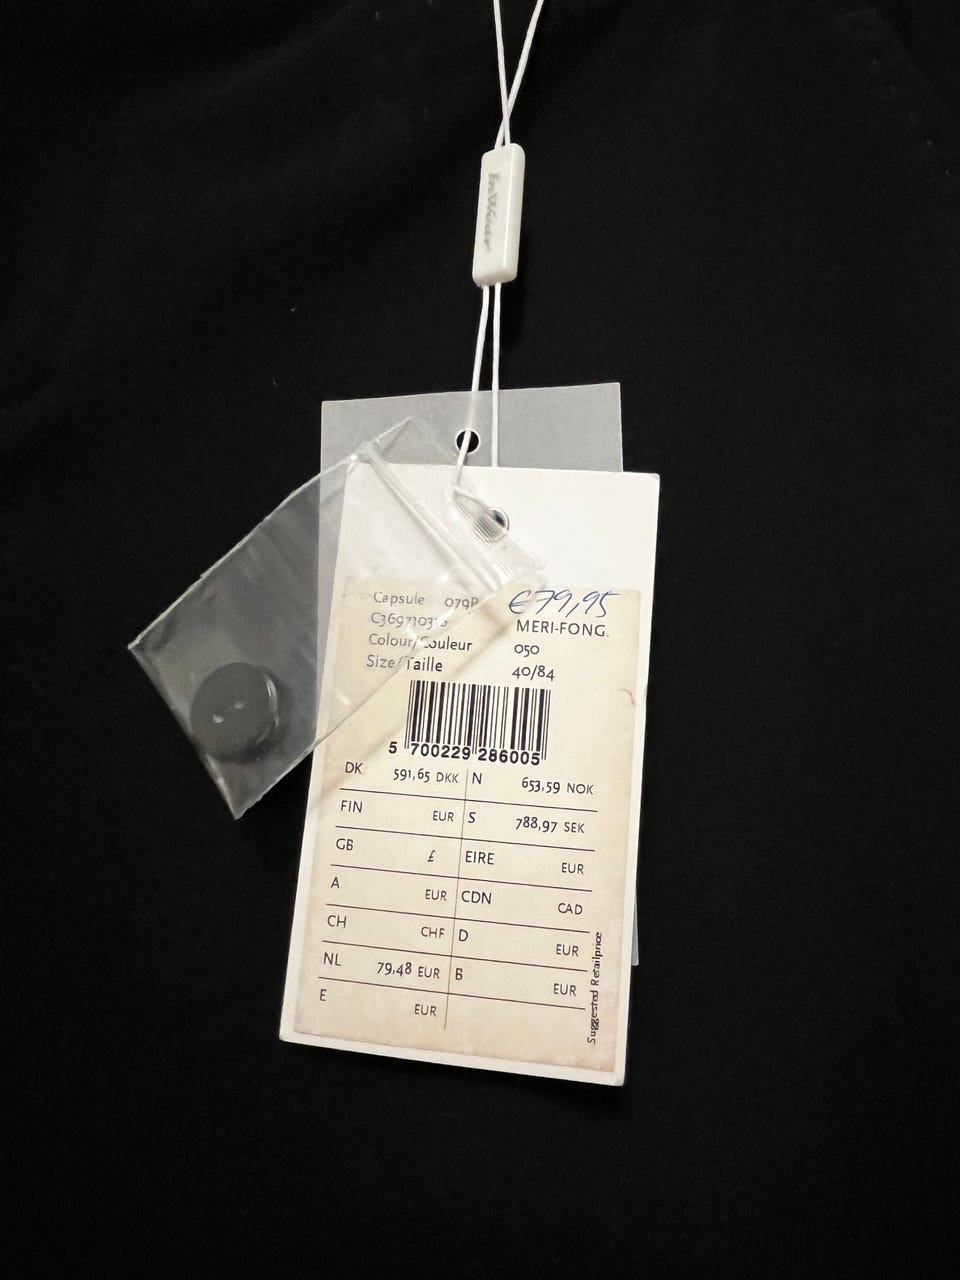 InWear
Capsule 079P €79,95
MERI-FONG.
Colour/Couleur 050
Size/Taille 40/84
5 700229 286005
DK 591,65 DKK N 653,59 NOK
FIN EUR S 788,97 SEK
GB £ EIRE EUR
A EUR CDN CAD
CH CHF D EUR
NL 79,48 EUR B EUR
E EUR
Suggested Retailprice